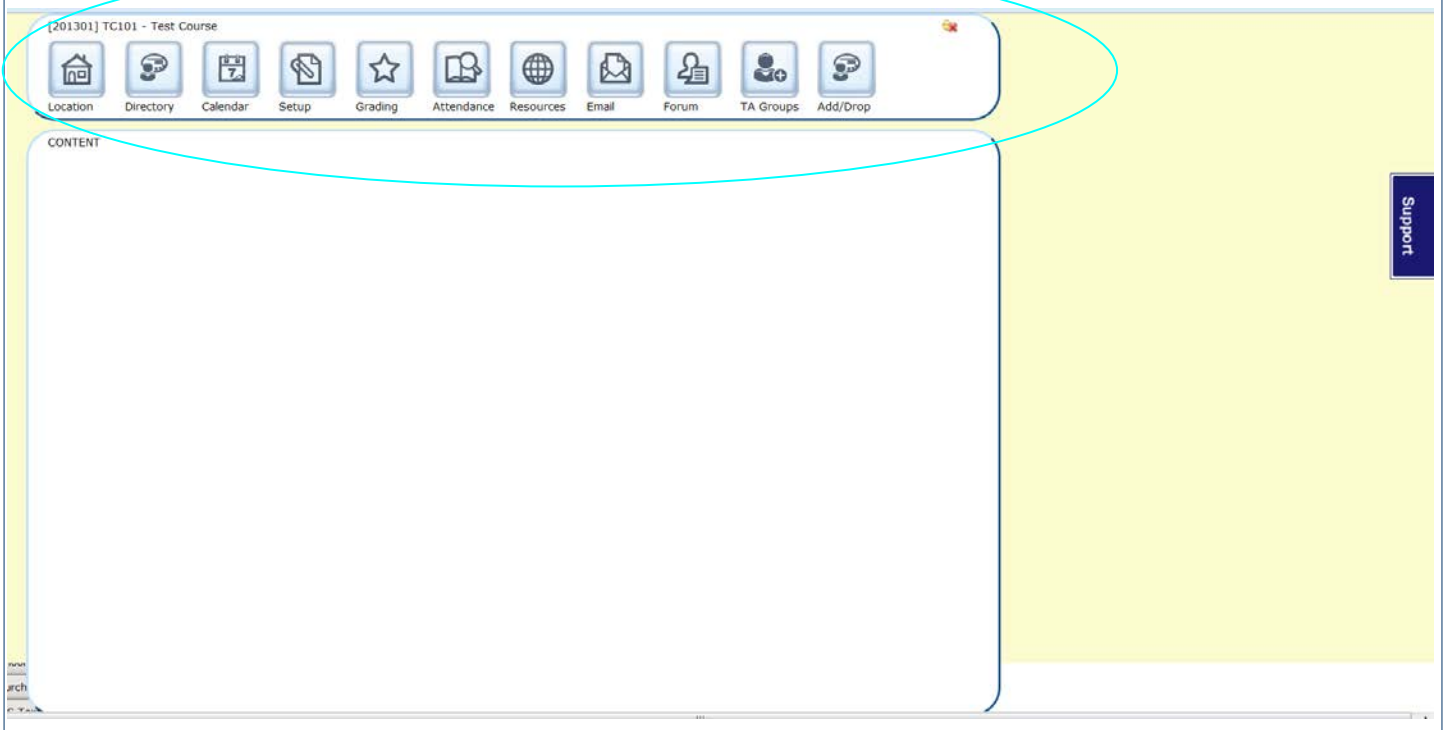 [201301] TC101 - Test Course
7
Location Directory Calendar Setup Grading Attendance Resources Email Forum TA Groups Add/Drop
CONTENT
Support